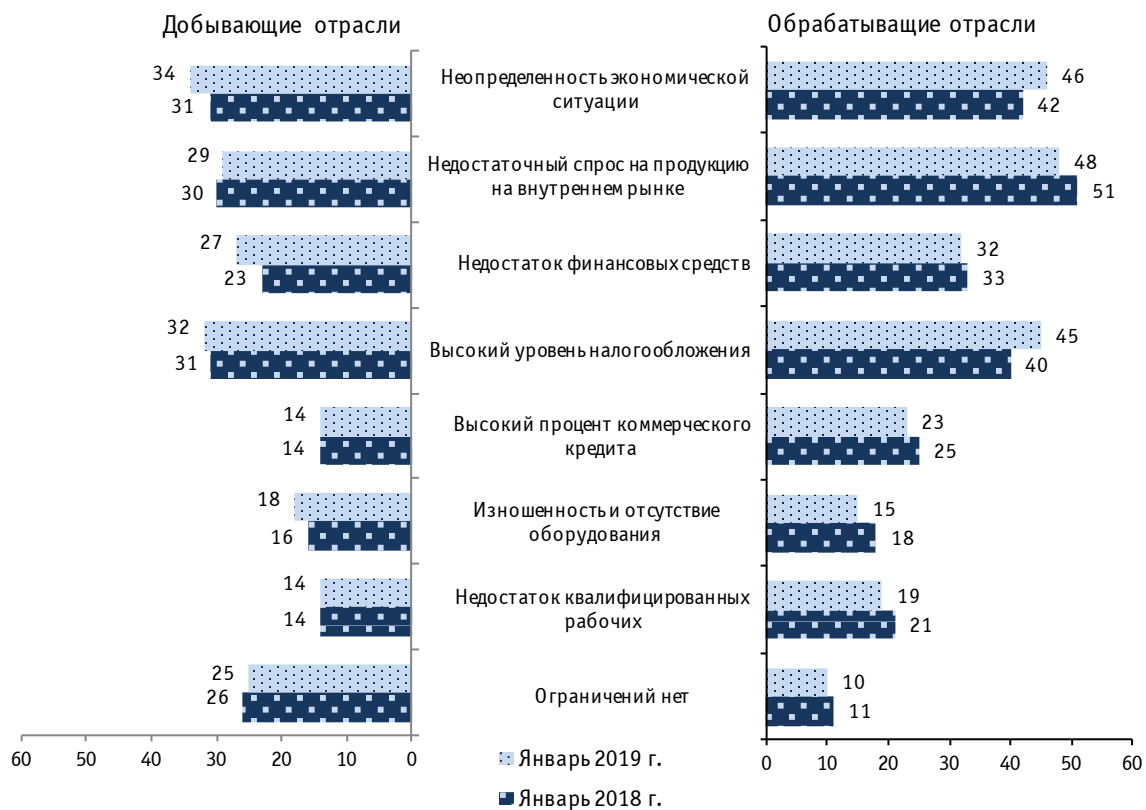 Добывающие отрасли
Обрабатыващие отрасли
34
31
Неопределенность экономической
ситуации
46
42
29
30
Недостаточный спрос на продукцию
на внутреннем рынке
48
51
27
23
Недостаток финансовых средств
32
33
32
31
Высокий уровень налогообложения
45
40
14
14
Высокий процент коммерческого
кредита
23
25
18
16
Изношенность и отсутствие
оборудования
15
18
14
14
Недостаток квалифицированных
рабочих
19
21
25
26
Ограничений нет
10
11
60 50 40 30 20 10 0
0 10 20 30 40 50 60
Январь 2019 г.
Январь 2018 г.